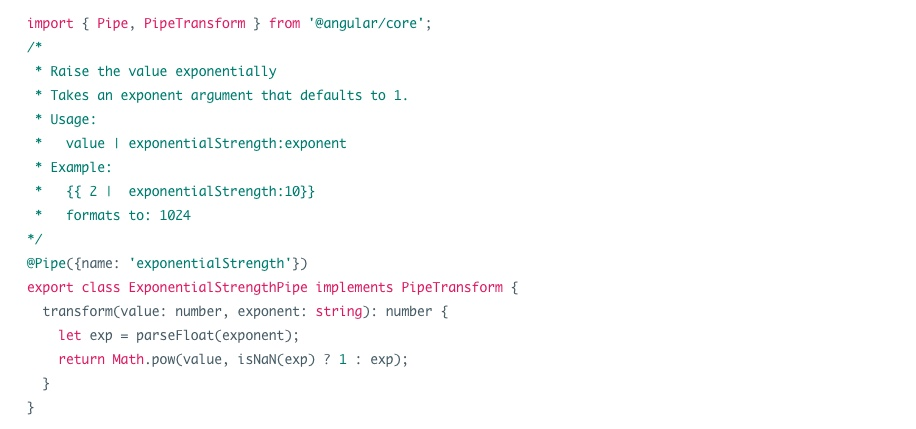 import { Pipe, PipeTransform } from '@angular/core';
/*
 * Raise the value exponentially
 * Takes an exponent argument that defaults to 1.
 * Usage:
 *   value | exponentialStrength:exponent
 * Example:
 *   {{ 2 |  exponentialStrength:10}}
 *   formats to: 1024
*/
@Pipe({name: 'exponentialStrength'})
export class ExponentialStrengthPipe implements PipeTransform {
  transform(value: number, exponent: string): number {
    let exp = parseFloat(exponent);
    return Math.pow(value, isNaN(exp) ? 1 : exp);
  }
}